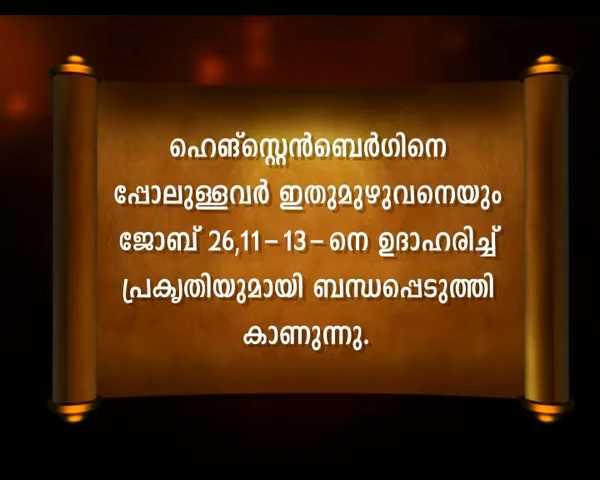 ഹെങ്സ്റ്റെൻബെർഗിനെ
പ്പോലുള്ളവർ ഇതുമുഴുവനെയും
ജോബ് 26,11–13–നെ ഉദാഹരിച്ച്
പ്രകൃതിയുമായി ബന്ധപ്പെടുത്തി
കാണുന്നു.